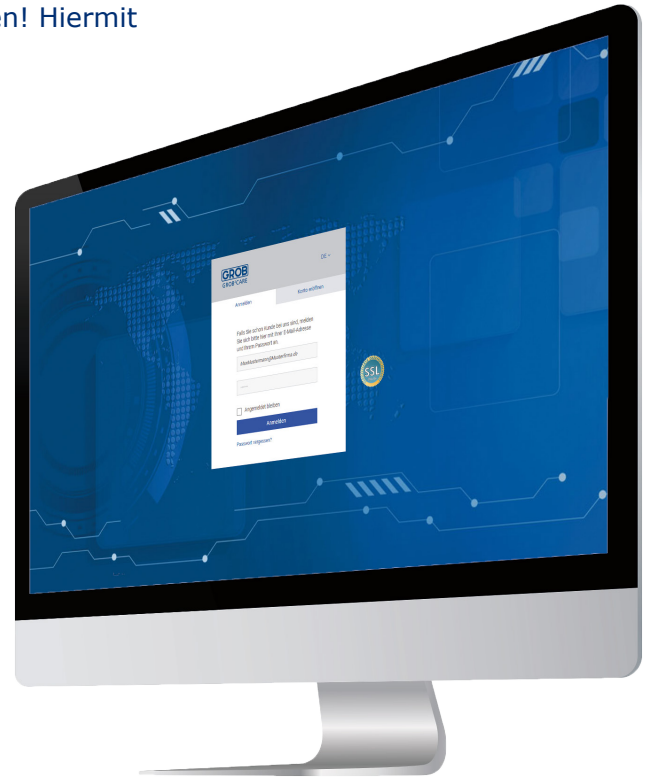 en! Hiermit
GROB
GROB4CARE
DE
Anmelden
Konto eröffnen
Falls Sie schon Kunde bei uns sind, melden
Sie sich bitte hier mit Ihrer E-Mail-Adresse
und Ihrem Passwort an.
Angemeldet bleiben
Anmelden
Passwort vergessen?
SSL